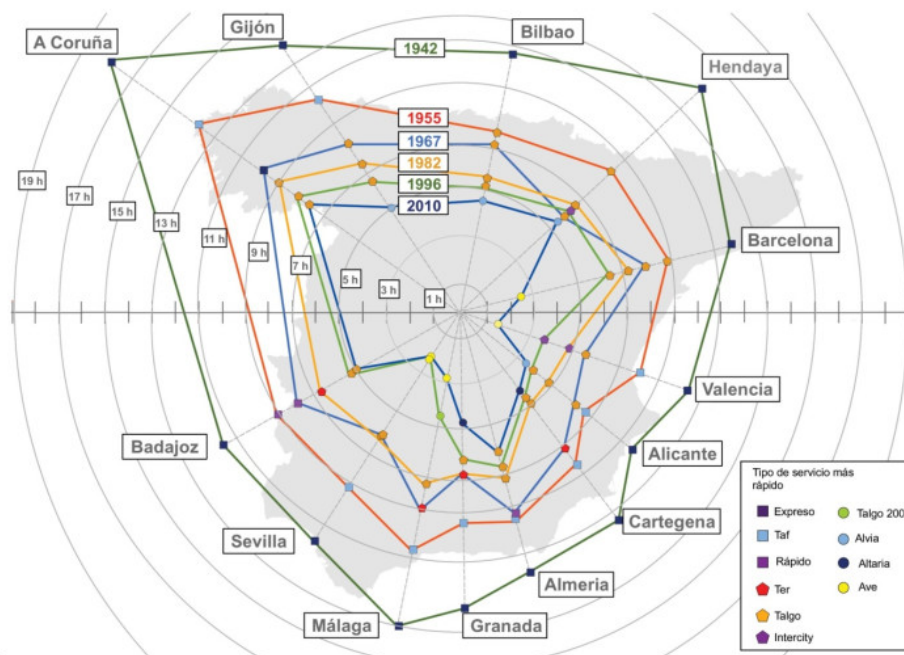 Gijón
Bilbao
A Coruña
1942
Hendaya
1955
1967
1982
1996
2010
19 h
17 h
15 h
13 h
11 h
9 h
7 h
5 h
3 h
1 h
Barcelona
Valencia
Alicante
Cartegena
Almeria
Granada
Málaga
Sevilla
Badajoz
Tipo de servicio más
rápido
Expreso
Taf
Rápido
Ter
Talgo
Intercity
Talgo 200
Alvia
Altaria
Ave